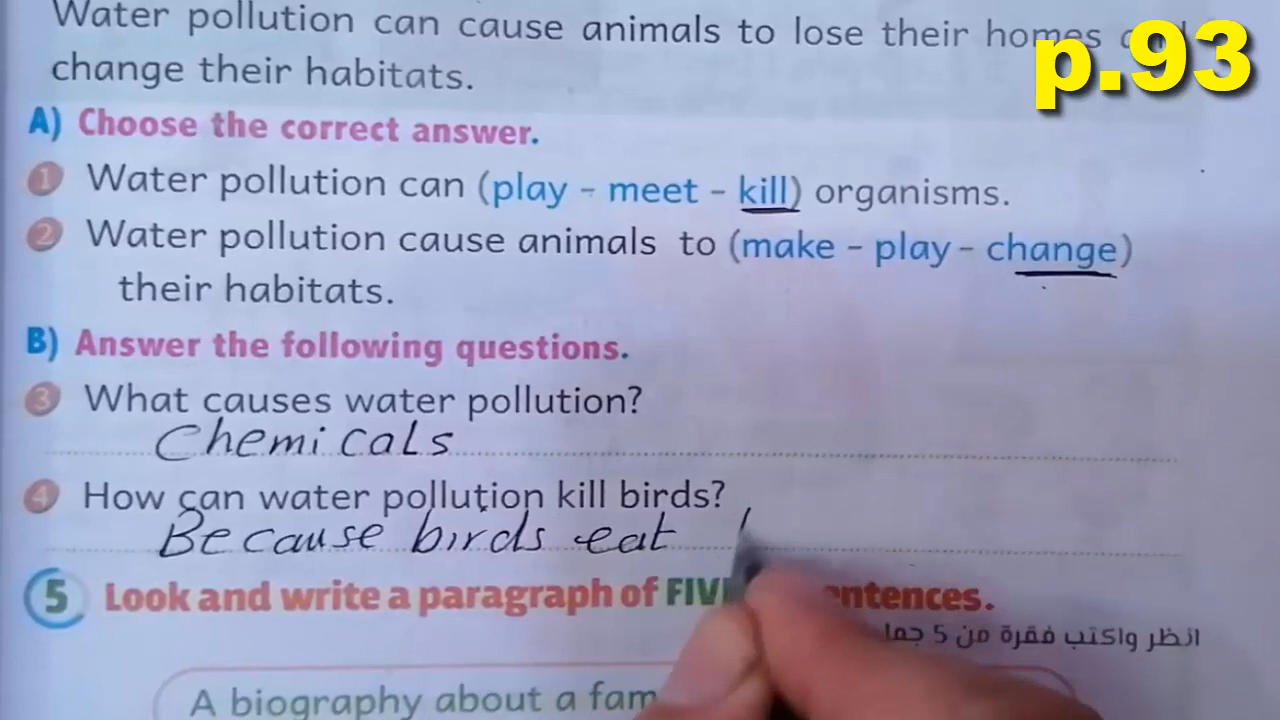 Water pollution can cause animals to lose their homes
p.93
change their habitats.
A) Choose the correct answer.
1 Water pollution can (play - meet - kill) organisms.
2 Water pollution cause animals to (make - play - change)
their habitats.
B) Answer the following questions.
3 What causes water pollution?
Chemicals
4 How can water pollution kill birds?
Because birds eat
5 Look and write a paragraph of
انظر واكتب فقرة من 5
A biography about a